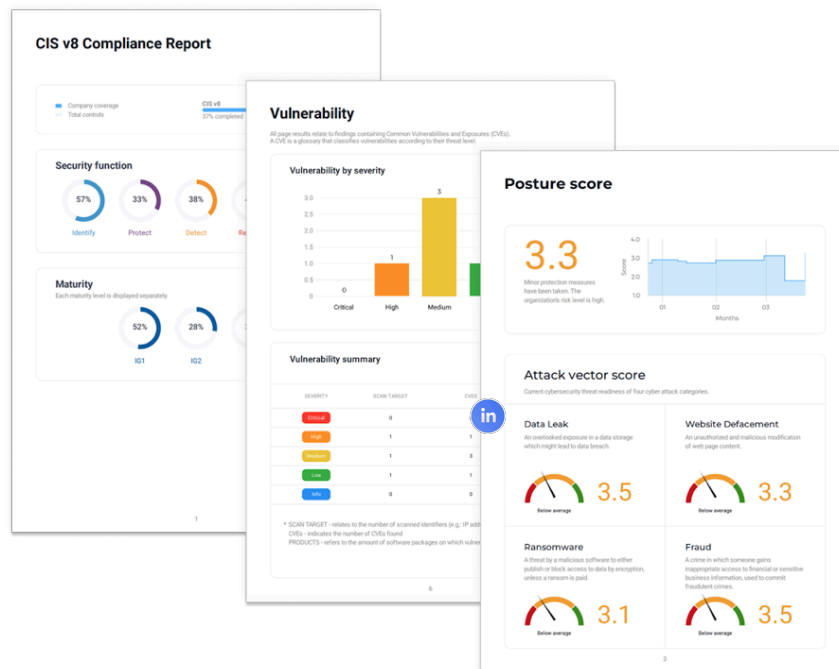 CIS v8 Compliance Report
Company coverage
Total controls
CIS v8
37% completed
Security function
57%
33%
38%
Identify
Protect
Detect
Maturity
Each maturity level is displayed separately.
52%
28%
IG1
IG2
1
Vulnerability
All page results relate to findings containing Common Vulnerabilities and Exposures (CVEs).
A CVE is a glossary that classifies vulnerabilities according to their threat level.
Vulnerability by severity
3.0
2.5
2.0
1.5
1.0
0.5
0
0
1
3
Critical
High
Medium
Vulnerability summary
SEVERITY SCAN TARGET CVES
Critical 0
High 1 1
Medium 1 3
Low 1 1
Info 0 0
* SCAN TARGET - relates to the number of scanned identifiers (e.g.: IP
CVEs - indicates the number of CVEs found
PRODUCTS - refers to the amount of software packages on which
6
in
Posture score
3.3
Minor protection measures
have been taken. The
organization's risk level is high.
Score
4.0
3.0
2.0
1.0
01 02 03
Months
Attack vector score
Current cybersecurity threat readiness of four cyber attack categories.
Data Leak
An overlooked exposure in a data storage
which might lead to data breach.
Below average
3.5
Website Defacement
An unauthorized and malicious modification
of web page content.
Below average
3.3
Ransomware
A threat by a malicious software to either
publish or block access to data by encryption,
unless a ransom is paid.
Below average
3.1
Fraud
A crime in which someone gains
inappropriate access to financial or sensitive
business information, used to commit
fraudulent crimes.
Below average
3.5
3